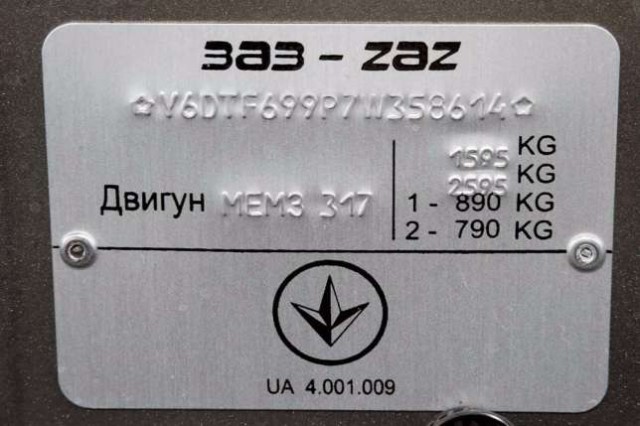 ЗАЗ - ZAZ
☆V6DTF699P7W358614☆
1595 KG
2595 KG
Двигун МЕМЗ 317
1 - 890 KG
2 - 790 KG
UA 4.001.009